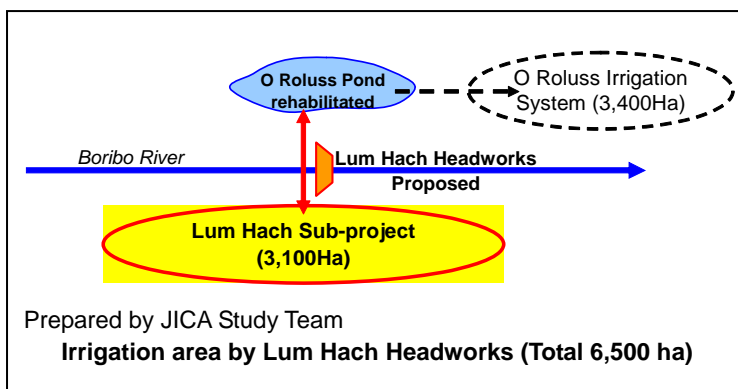 O Roluss Pond
rehabilitated
O Roluss Irrigation
System (3,400Ha)
Boribo River
Lum Hach Headworks
Proposed
Lum Hach Sub-project
(3,100Ha)
Prepared by JICA Study Team
Irrigation area by Lum Hach Headworks (Total 6,500 ha)